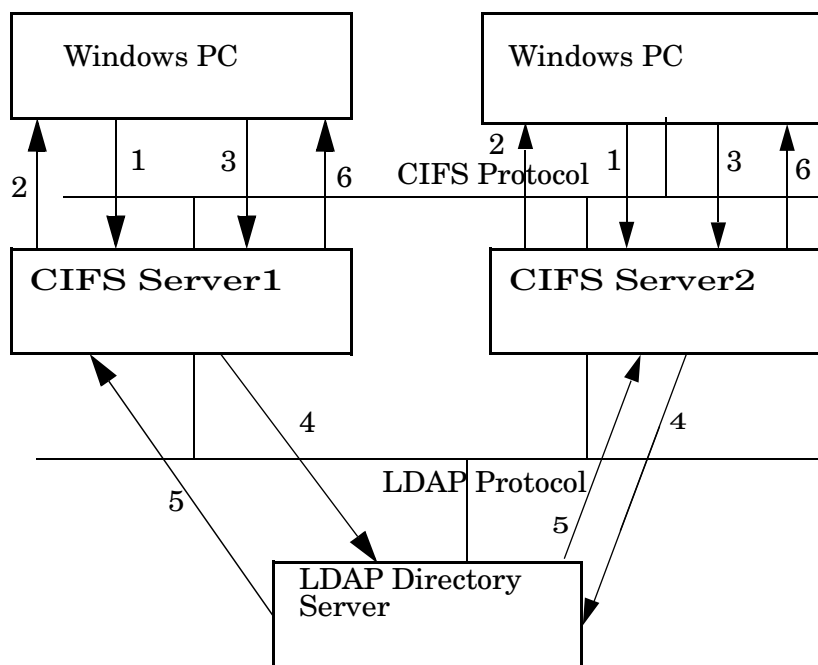 Windows PC
Windows PC
2
1
3
6
2
1
3
6
CIFS Protocol
CIFS Server1
CIFS Server2
4
4
LDAP Protocol
5
5
LDAP Directory
Server